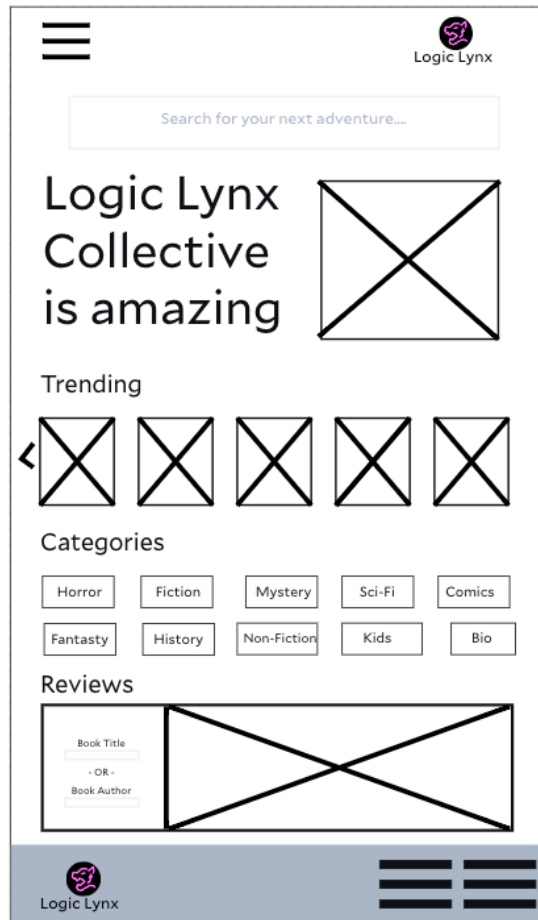 Logic Lynx
Search for your next adventure....
Logic Lynx
Collective
is amazing
Trending
Categories
Horror Fiction Mystery Sci-Fi Comics
Fantasty History Non-Fiction Kids Bio
Reviews
Book Title
- OR -
Book Author
Logic Lynx